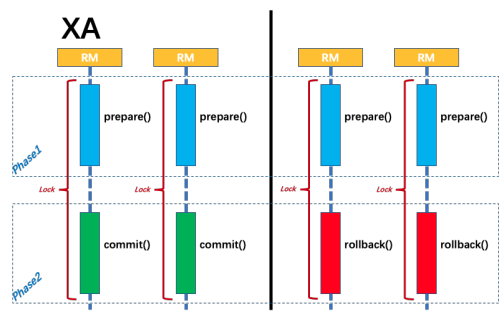 XA
RM
RM
RM
RM
prepare()
prepare()
prepare()
prepare()
Phase1
Lock
Lock
Lock
Lock
commit()
commit()
rollback()
rollback()
Phase2